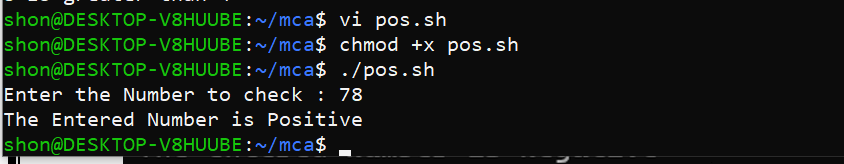 shon@DESKTOP-V8HUUBE:~/mca$ vi pos.sh
shon@DESKTOP-V8HUUBE:~/mca$ chmod +x pos.sh
shon@DESKTOP-V8HUUBE:~/mca$ ./pos.sh
Enter the Number to check : 78
The Entered Number is Positive
shon@DESKTOP-V8HUUBE:~/mca$